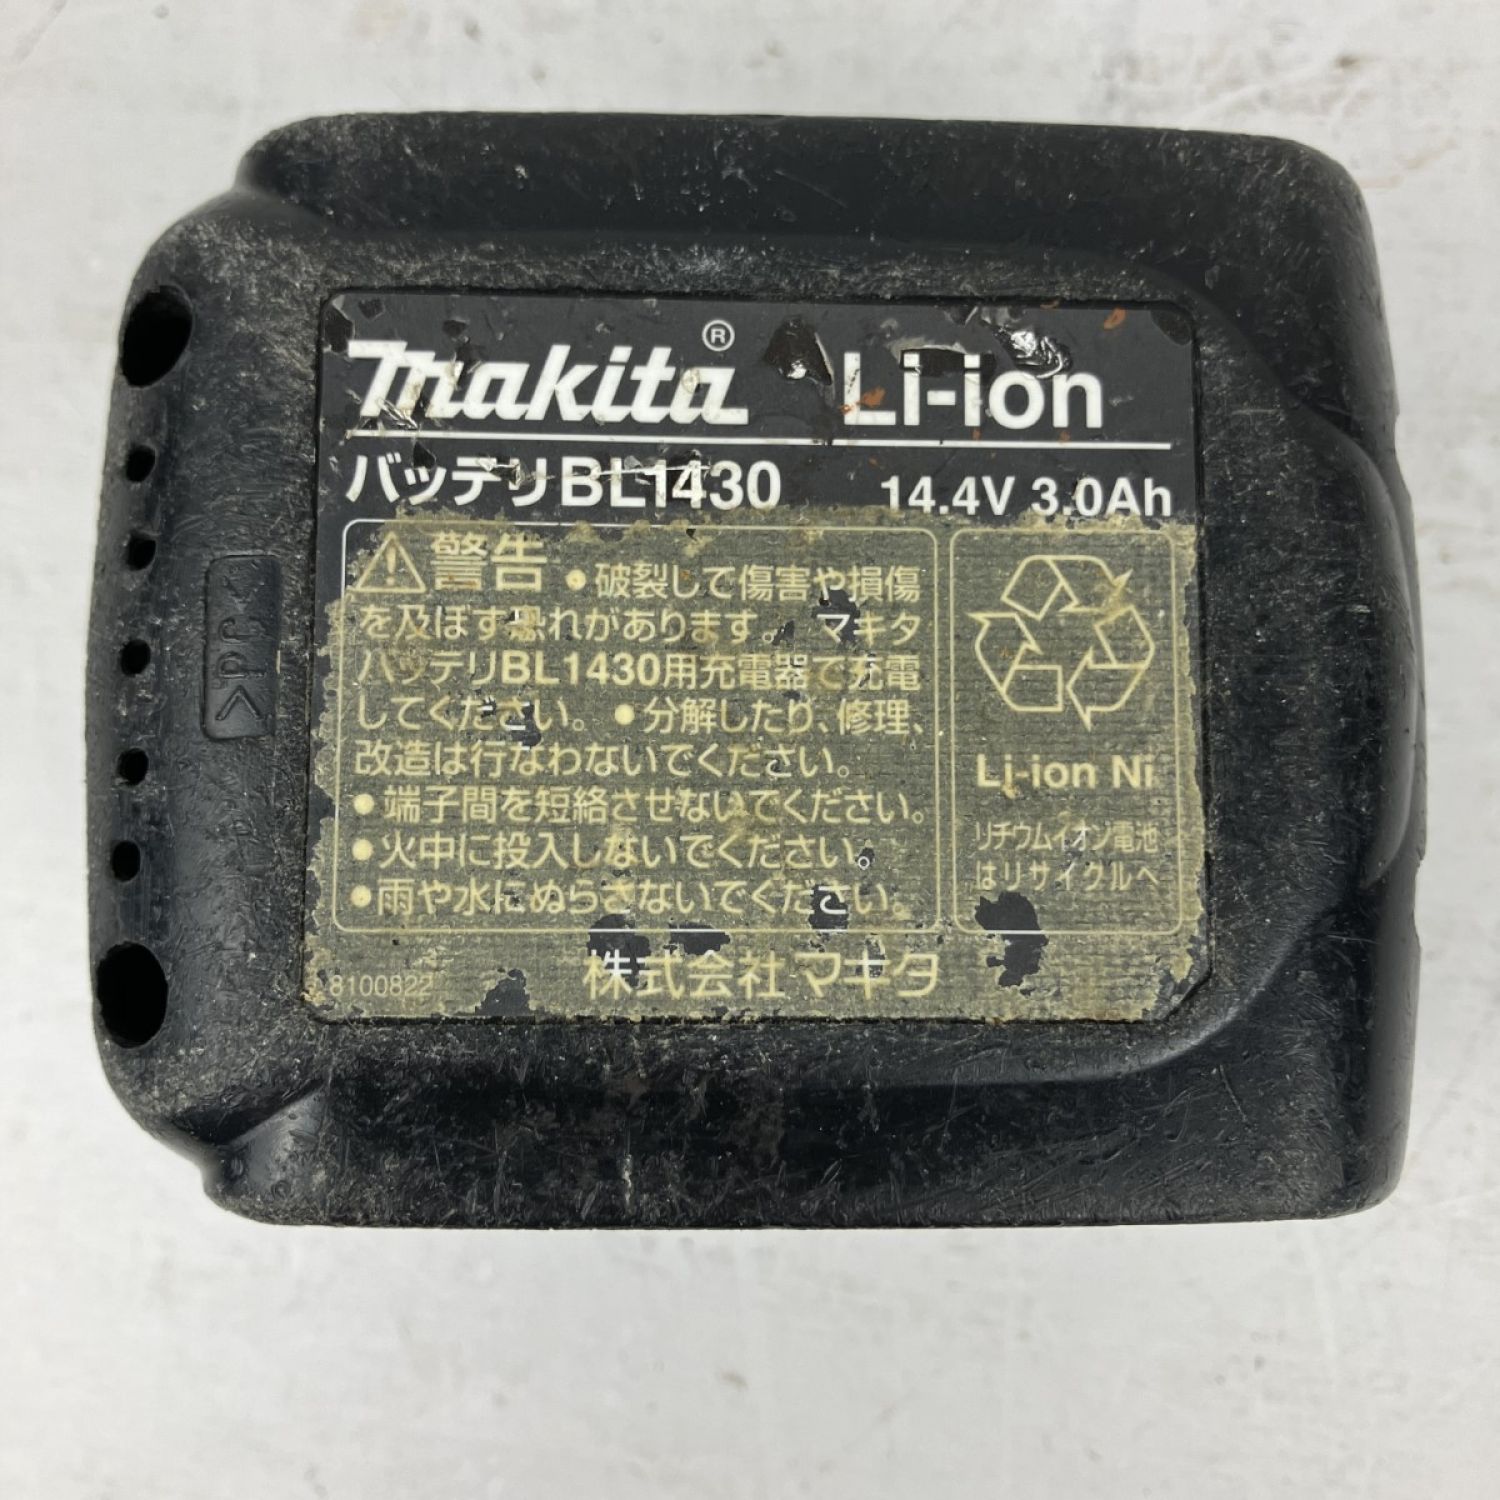 makita® Li-ion
バッテリBL1430 14.4V 3.0Ah
警告 ●破裂して傷害や損傷
を及ぼす恐れがあります。 マキタ
バッテリBL1430用充電器で充電
してください。 ●分解したり、修理、
改造は行なわないでください。
●端子間を短絡させないでください。
●火中に投入しないでください。
●雨や水にぬらさないでください。
Li-ion Ni
リチウムイオン電池
はリサイクルへ
8100822
株式会社マキタ
>PC<